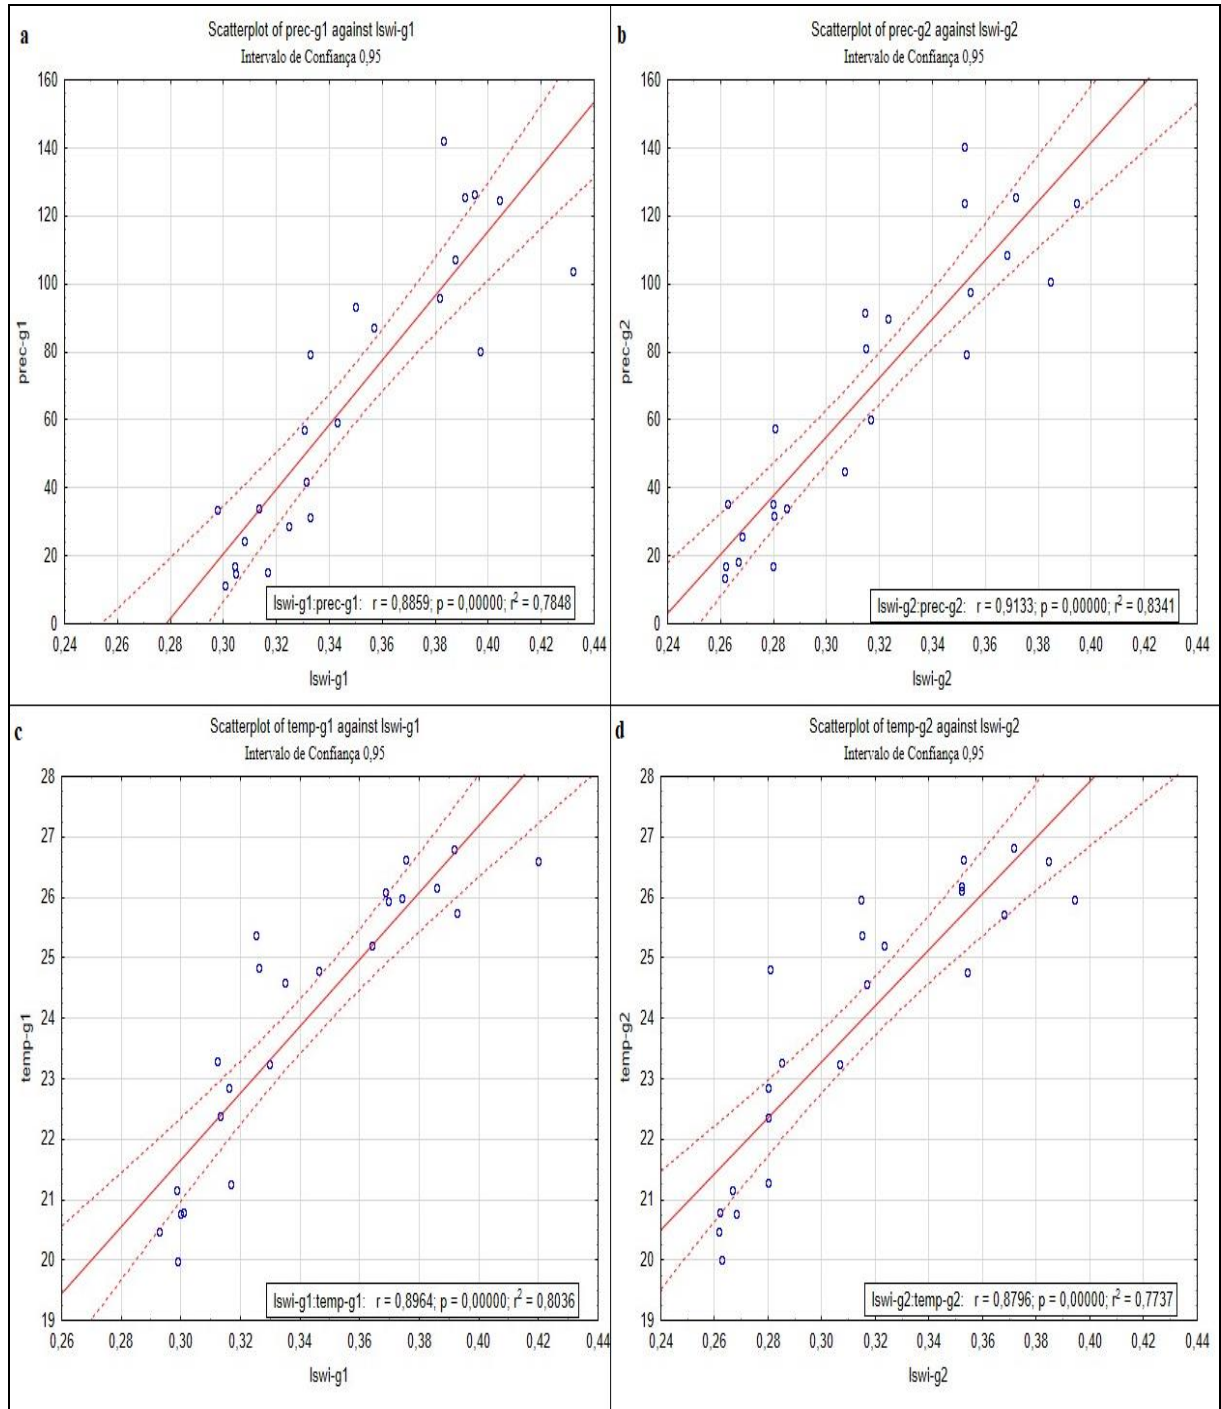 a
Scatterplot of prec-g1 against lswi-g1
Intervalo de Confiança 0,95
160
140
120
100
80
60
40
20
0
prec-g1
lswi-g1:prec-g1: r = 0,8859; p = 0,00000; r² = 0,7848
0,24 0,26 0,28 0,30 0,32 0,34 0,36 0,38 0,40 0,42 0,44
lswi-g1
b
Scatterplot of prec-g2 against lswi-g2
Intervalo de Confiança 0,95
160
140
120
100
80
60
40
20
0
prec-g2
lswi-g2:prec-g2: r = 0,9133; p = 0,00000; r² = 0,8341
0,24 0,26 0,28 0,30 0,32 0,34 0,36 0,38 0,40 0,42 0,44
lswi-g2
c
Scatterplot of temp-g1 against lswi-g1
Intervalo de Confiança 0,95
28
27
26
25
24
23
22
21
20
19
temp-g1
lswi-g1:temp-g1: r = 0,8964; p = 0,00000; r² = 0,8036
0,26 0,28 0,30 0,32 0,34 0,36 0,38 0,40 0,42 0,44
lswi-g1
d
Scatterplot of temp-g2 against lswi-g2
Intervalo de Confiança 0,95
28
27
26
25
24
23
22
21
20
19
temp-g2
lswi-g2:temp-g2: r = 0,8796; p = 0,00000; r² = 0,7737
0,24 0,26 0,28 0,30 0,32 0,34 0,36 0,38 0,40 0,42 0,44
lswi-g2